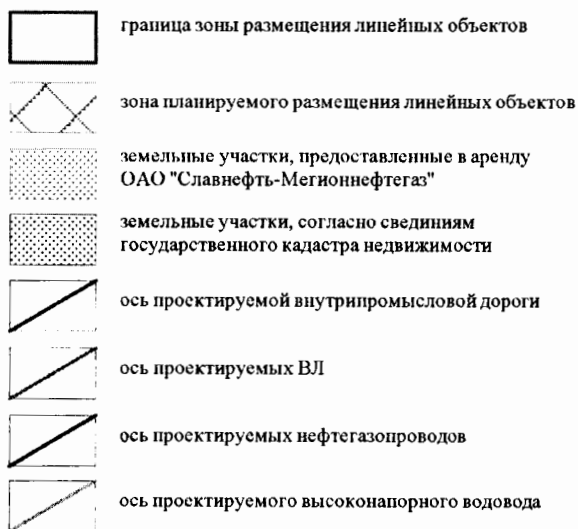 граница зоны размещения линейных объектов
зона планируемого размещения линейных объектов
земельные участки, предоставленные в аренду
ОАО "Славнефть-Мегионнефтегаз"
земельные участки, согласно свединиям
государственного кадастра недвижимости
ось проектируемой внутрипромысловой дороги
ось проектируемых ВЛ
ось проектируемых нефтегазопроводов
ось проектируемого высоконапорного водовода